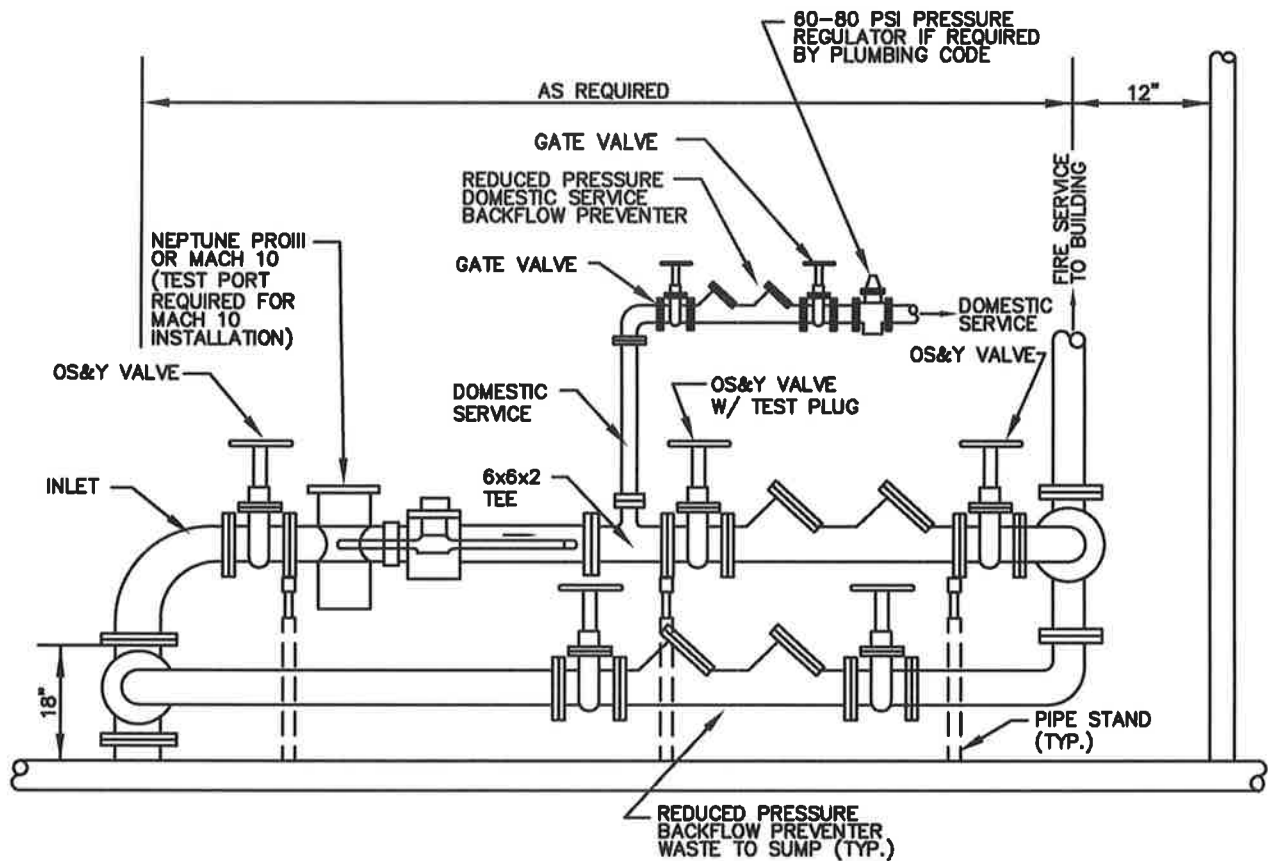 60-80 PSI PRESSURE
REGULATOR IF REQUIRED
BY PLUMBING CODE
AS REQUIRED
12"
GATE VALVE
REDUCED PRESSURE
DOMESTIC SERVICE
BACKFLOW PREVENTER
FIRE SERVICE
TO BUILDING
NEPTUNE PROIII
OR MACH 10
(TEST PORT
REQUIRED FOR
MACH 10
INSTALLATION)
GATE VALVE
DOMESTIC
SERVICE
OS&Y VALVE
OS&Y VALVE
DOMESTIC
SERVICE
OS&Y VALVE
W/ TEST PLUG
INLET
6x6x2
TEE
18"
PIPE STAND
(TYP.)
REDUCED PRESSURE
BACKFLOW PREVENTER
WASTE TO SUMP (TYP.)